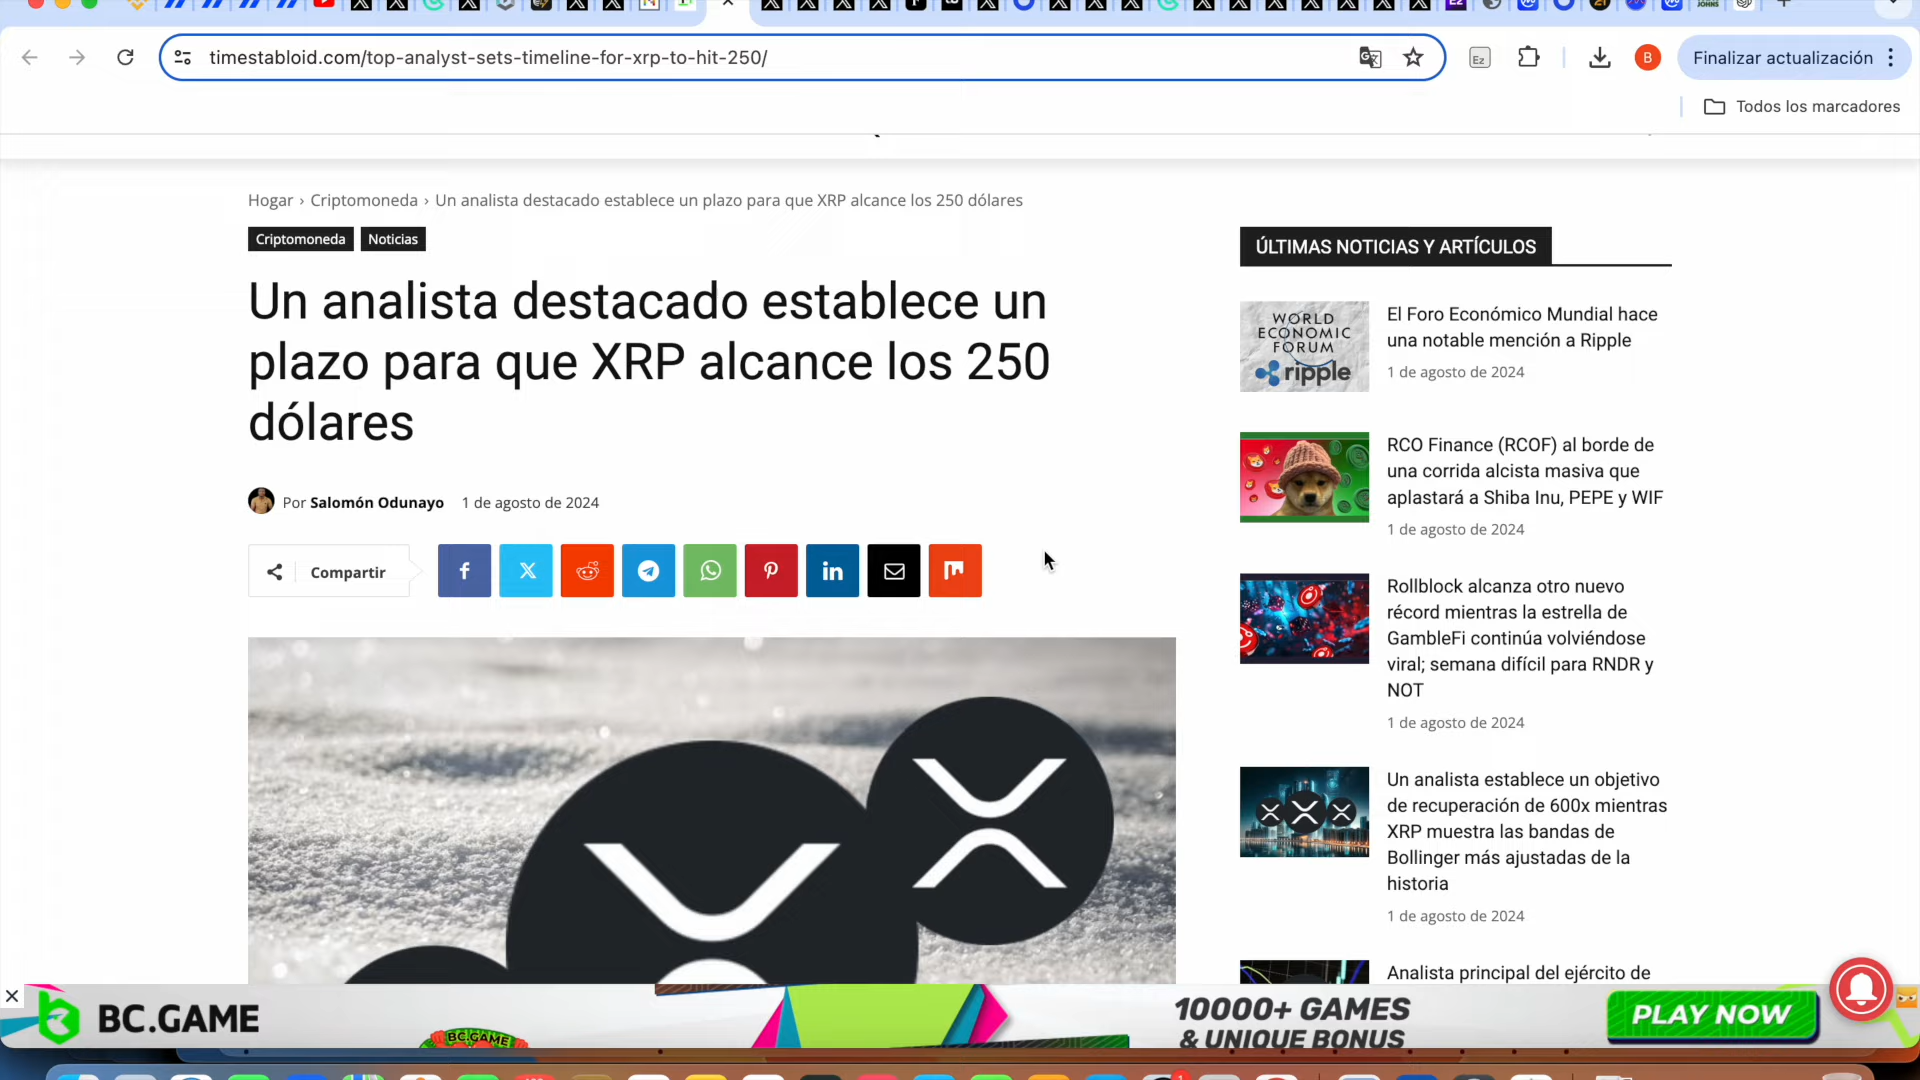 timestabloid.com/top-analyst-sets-timeline-for-xrp-to-hit-250/
Ez
B
Finalizar actualización
Todos los marcadores
Hogar › Criptomoneda › Un analista destacado establece un plazo para que XRP alcance los 250 dólares
Criptomoneda
Noticias
Un analista destacado establece un
plazo para que XRP alcance los 250
dólares
Por Salomón Odunayo 1 de agosto de 2024
Compartir
ÚLTIMAS NOTICIAS Y ARTÍCULOS
WORLD
ECONOMIC
FORUM
ripple
El Foro Económico Mundial hace
una notable mención a Ripple
1 de agosto de 2024
RCO Finance (RCOF) al borde de
una corrida alcista masiva que
aplastará a Shiba Inu, PEPE y WIF
1 de agosto de 2024
Rollblock alcanza otro nuevo
récord mientras la estrella de
GambleFi continúa volviéndose
viral; semana difícil para RNDR y
NOT
1 de agosto de 2024
Un analista establece un objetivo
de recuperación de 600x mientras
XRP muestra las bandas de
Bollinger más ajustadas de la
historia
1 de agosto de 2024
Analista principal del ejército de
BC.GAME
BC.GAME
10000+ GAMES
& UNIQUE BONUS
PLAY NOW